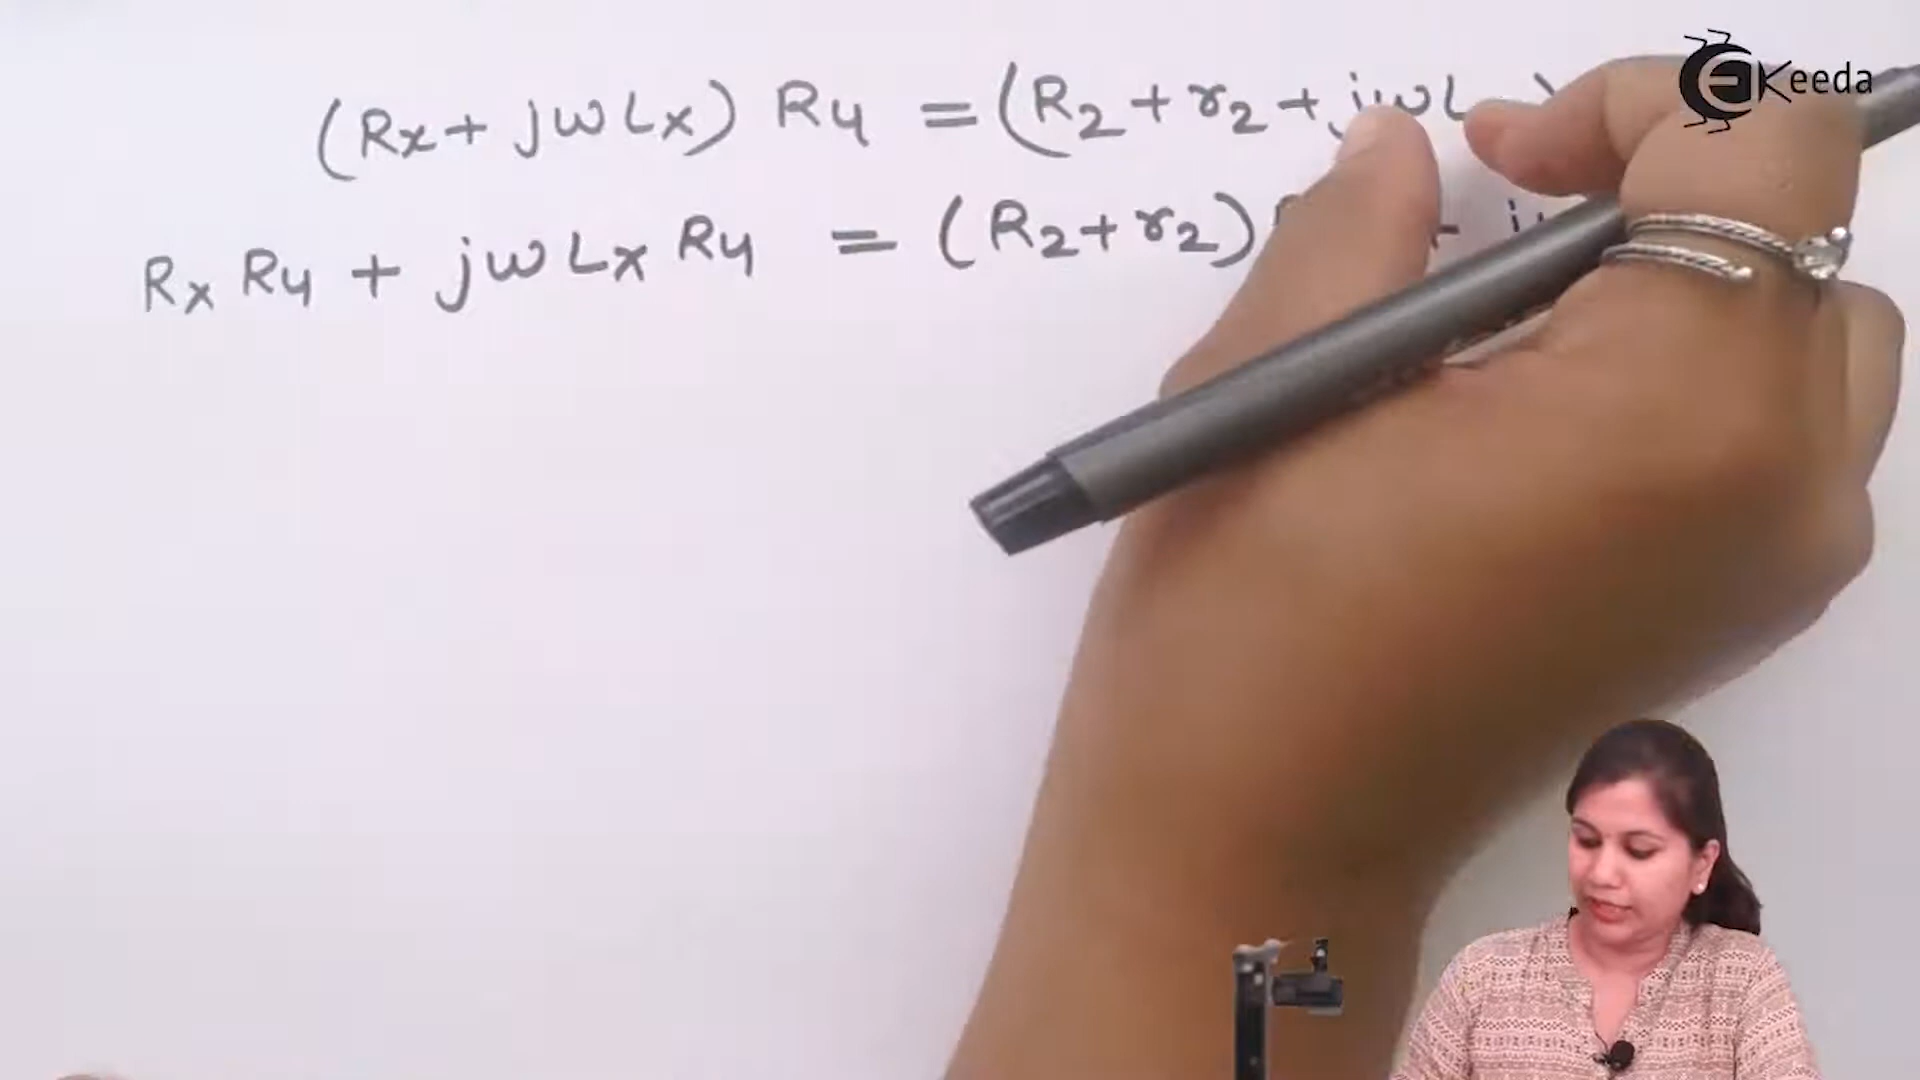 Keeda
(Rx + jωLx) R4 = (R2 + r2 + jωL
Rx R4 + jωLx R4 = (R2 + r2)